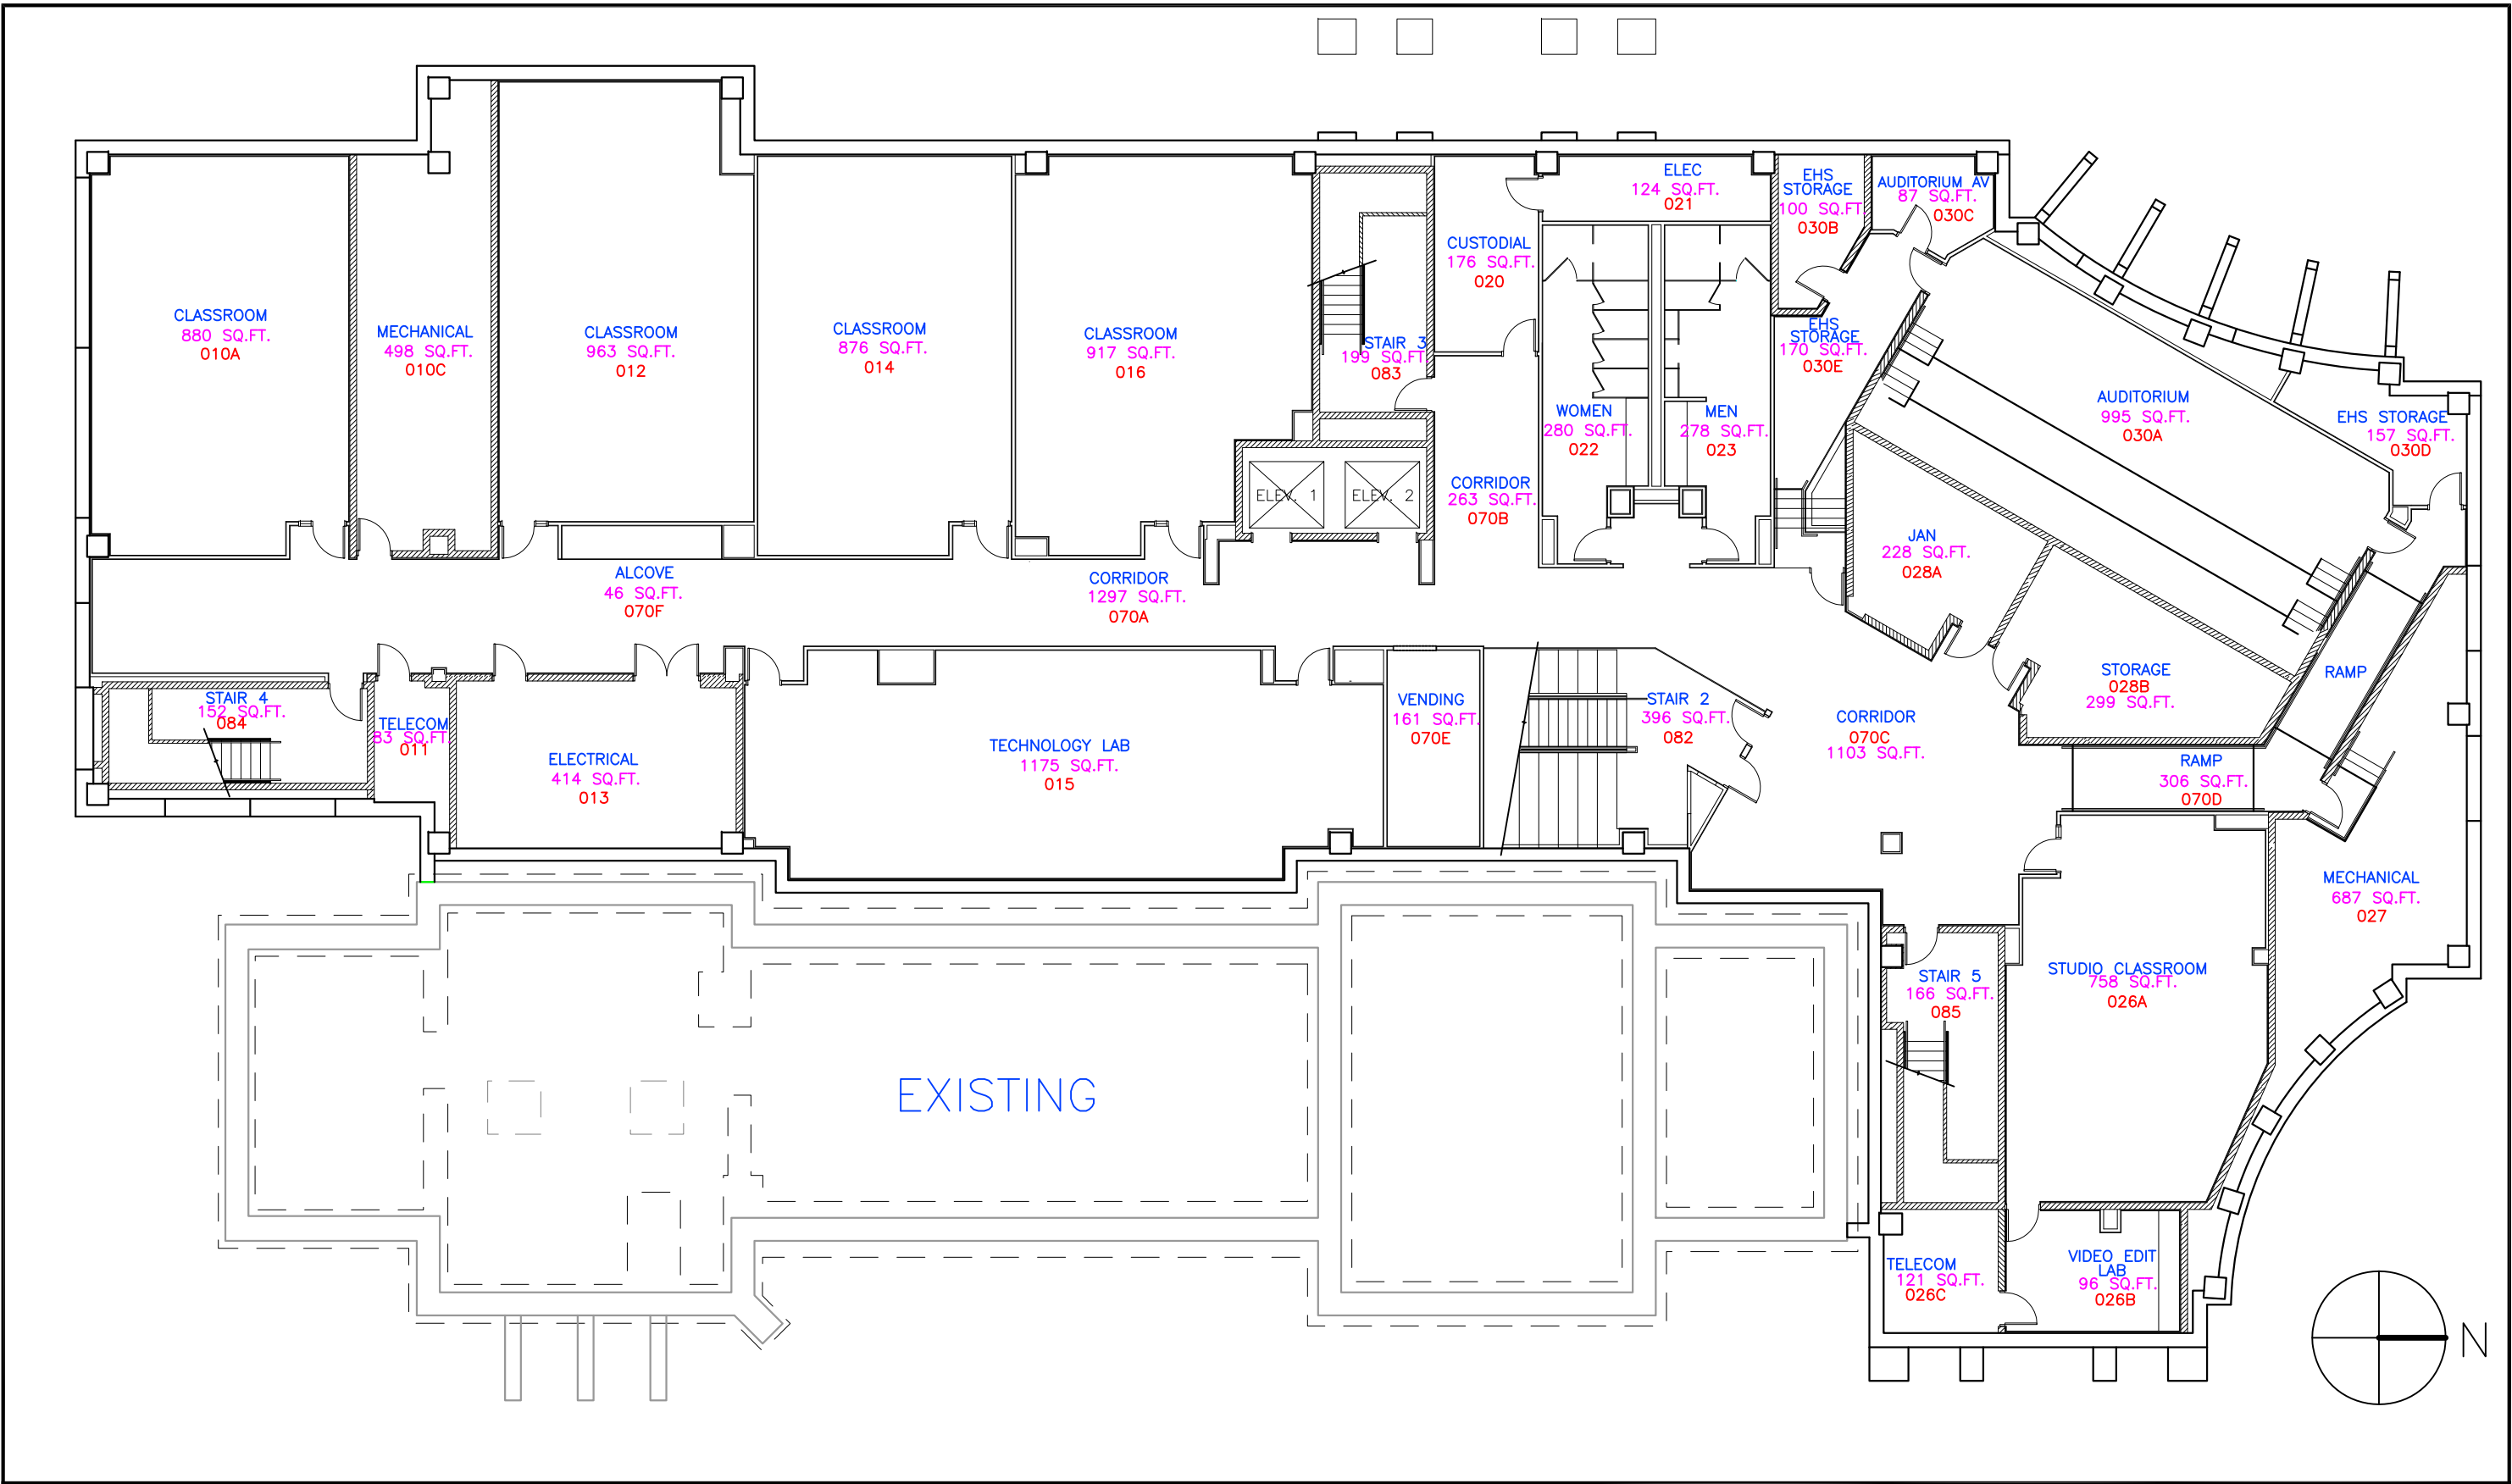 CLASSROOM
880 SQ.FT.
010A
MECHANICAL
498 SQ.FT.
010C
CLASSROOM
963 SQ.FT.
012
CLASSROOM
876 SQ.FT.
014
CLASSROOM
917 SQ.FT.
016
STAIR 3
199 SQ.FT
083
CUSTODIAL
176 SQ.FT.
020
ELEC
124 SQ.FT.
021
EHS
STORAGE
100 SQ.FT
030B
AUDITORIUM AV
87 SQ.FT.
030C
EHS
STORAGE
170 SQ.FT.
030E
AUDITORIUM
995 SQ.FT.
030A
EHS STORAGE
157 SQ.FT.
030D
WOMEN
280 SQ.FT.
022
MEN
278 SQ.FT.
023
ELEV. 1
ELEV. 2
CORRIDOR
263 SQ.FT.
070B
JAN
228 SQ.FT.
028A
ALCOVE
46 SQ.FT.
070F
CORRIDOR
1297 SQ.FT.
070A
STORAGE
028B
299 SQ.FT.
RAMP
STAIR 4
152 SQ.FT.
084
TELECOM
83 SQ.FT.
011
ELECTRICAL
414 SQ.FT.
013
TECHNOLOGY LAB
1175 SQ.FT.
015
VENDING
161 SQ.FT.
070E
STAIR 2
396 SQ.FT.
082
CORRIDOR
070C
1103 SQ.FT.
RAMP
306 SQ.FT.
070D
MECHANICAL
687 SQ.FT.
027
STAIR 5
166 SQ.FT.
085
STUDIO CLASSROOM
758 SQ.FT.
026A
EXISTING
TELECOM
121 SQ.FT.
026C
VIDEO EDIT
LAB
96 SQ.FT.
026B
N